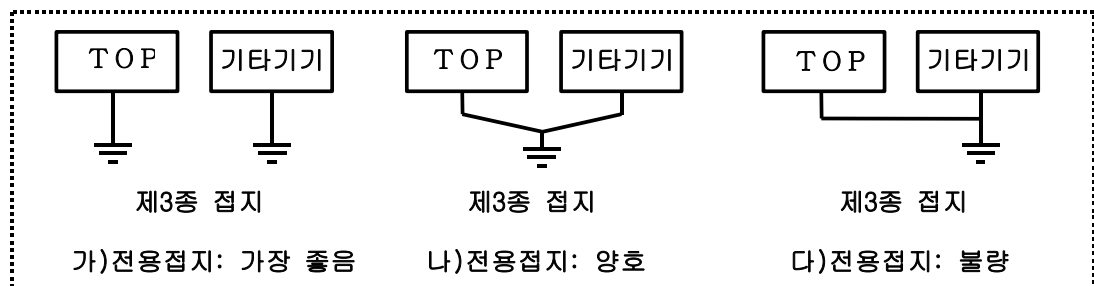 TOP 기타기기 TOP 기타기기 TOP 기타기기
제3종 접지 제3종 접지 제3종 접지
가)전용접지: 가장 좋음 나)전용접지: 양호 다)전용접지: 불량